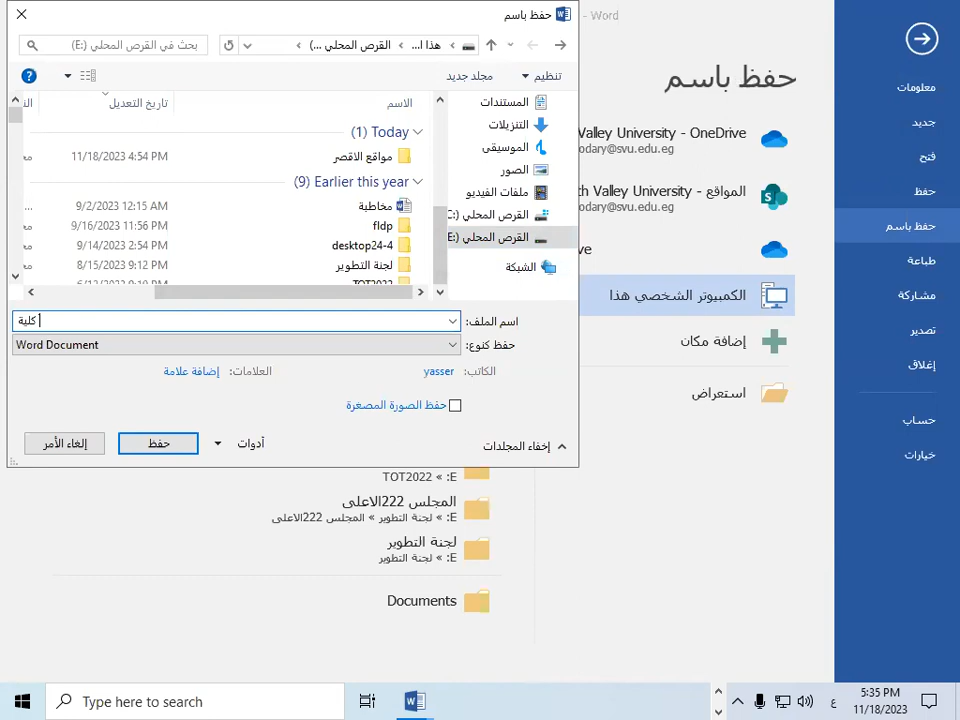 حفظ باسم
Word -
بحث في القرص المحلي (E:)
هذا ا...
القرص المحلي (...
تنظيم
مجلد جديد
الاسم
تاريخ التعديل
Today (1)
مواقع الاقصر
11/18/2023 4:54 PM
Earlier this year (9)
مخاطبة
9/2/2023 12:15 AM
fldp
9/16/2023 11:56 PM
desktop24-4
9/14/2023 2:54 PM
لجنة التطوير
8/15/2023 9:12 PM
TOT2022
المستندات
التنزيلات
الموسيقى
الصور
ملفات الفيديو
القرص المحلي (C:
القرص المحلي (E:
الشبكة
اسم الملف:
كلية أ
حفظ كنوع:
Word Document
الكاتب:
yasser
العلامات:
إضافة علامة
حفظ الصورة المصغرة
إخفاء المجلدات
أدوات
حفظ
إلغاء الأمر
حفظ باسم
Valley University - OneDrive
odary@svu.edu.eg
المواقع - th Valley University
odary@svu.edu.eg
ve
الكمبيوتر الشخصي هذا
إضافة مكان
استعراض
E: » TOT2022
المجلس 222الاعلى
E: » لجنة التطوير » المجلس 222الاعلى
لجنة التطوير
E: » لجنة التطوير
Documents
معلومات
جديد
فتح
حفظ
حفظ باسم
طباعة
مشاركة
تصدير
إغلاق
حساب
خيارات
Type here to search
ع
5:35 PM
11/18/2023